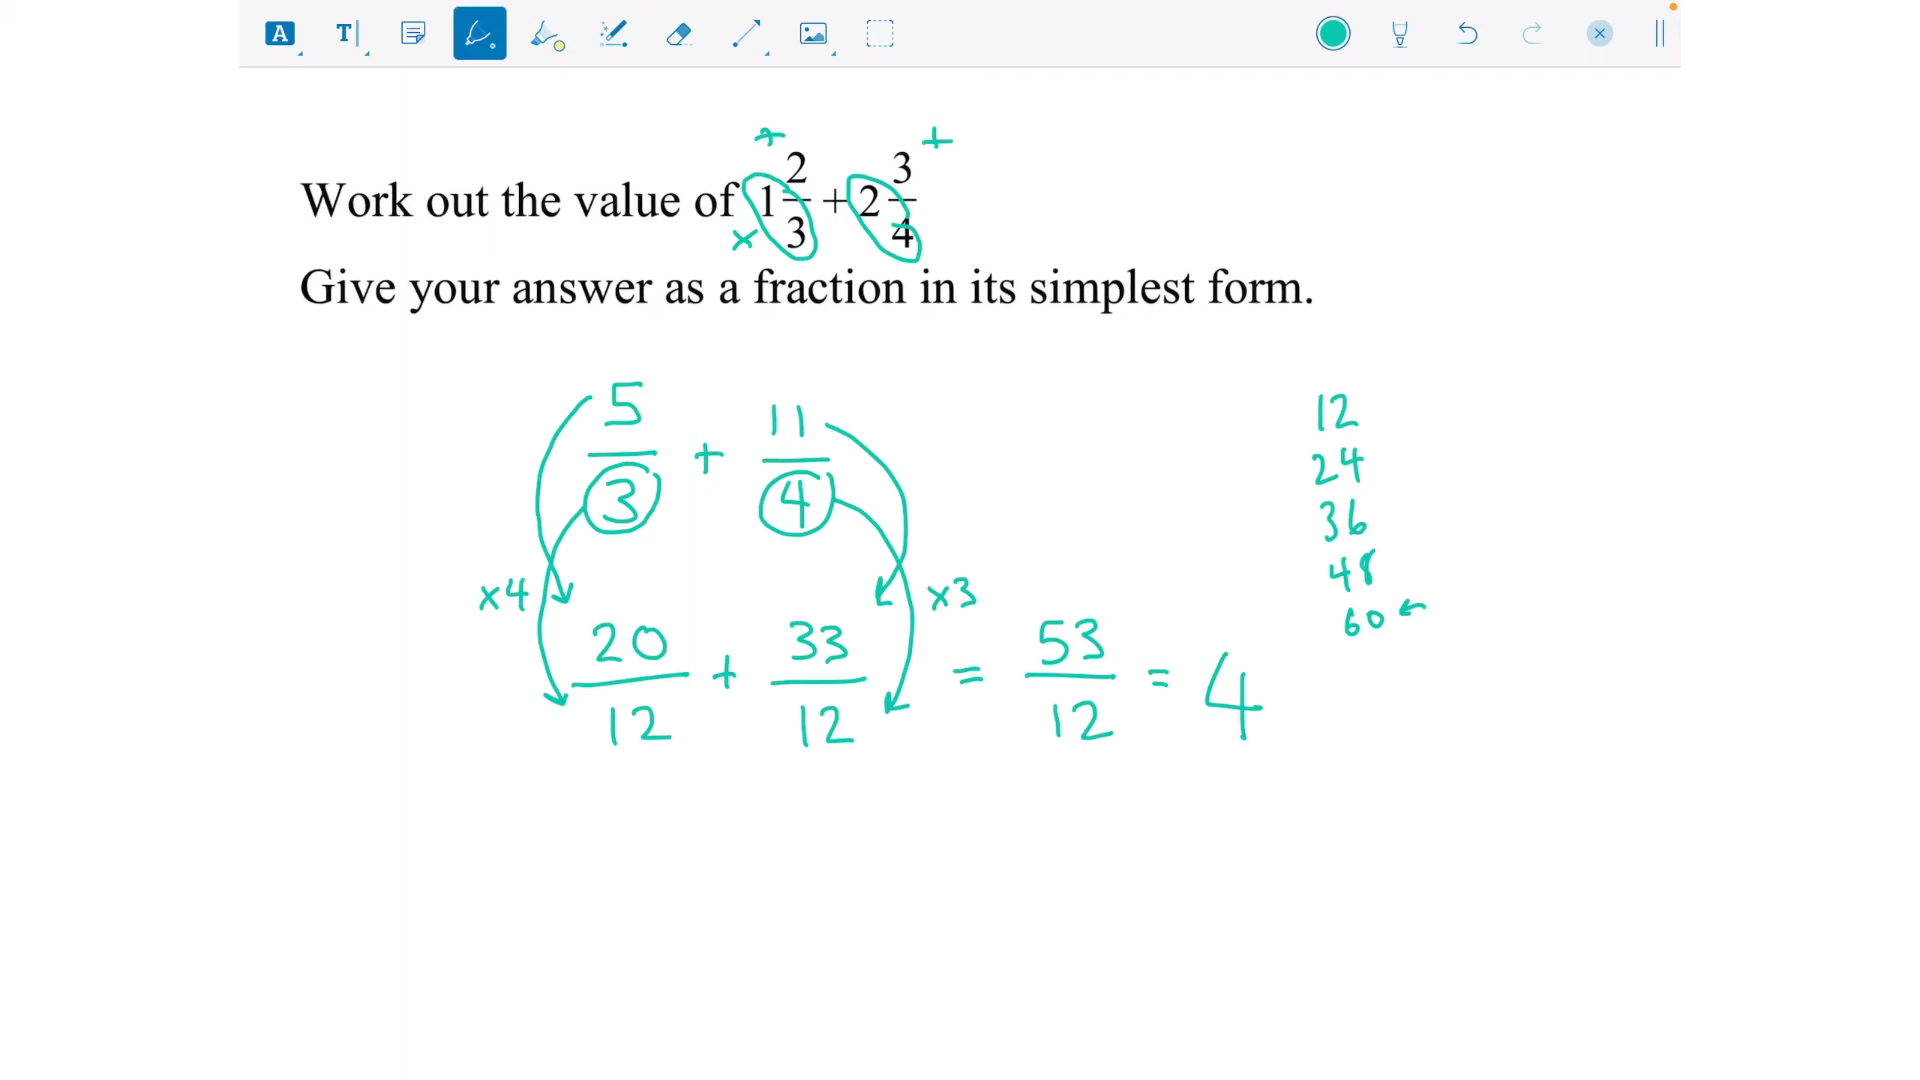 Work out the value of 1 2/3 + 2 3/4
+ +
×
Give your answer as a fraction in its simplest form.
5/3 + 11/4
×4 ×3
20/12 + 33/12 = 53/12 = 4
12
24
36
48
60 ←
A
T